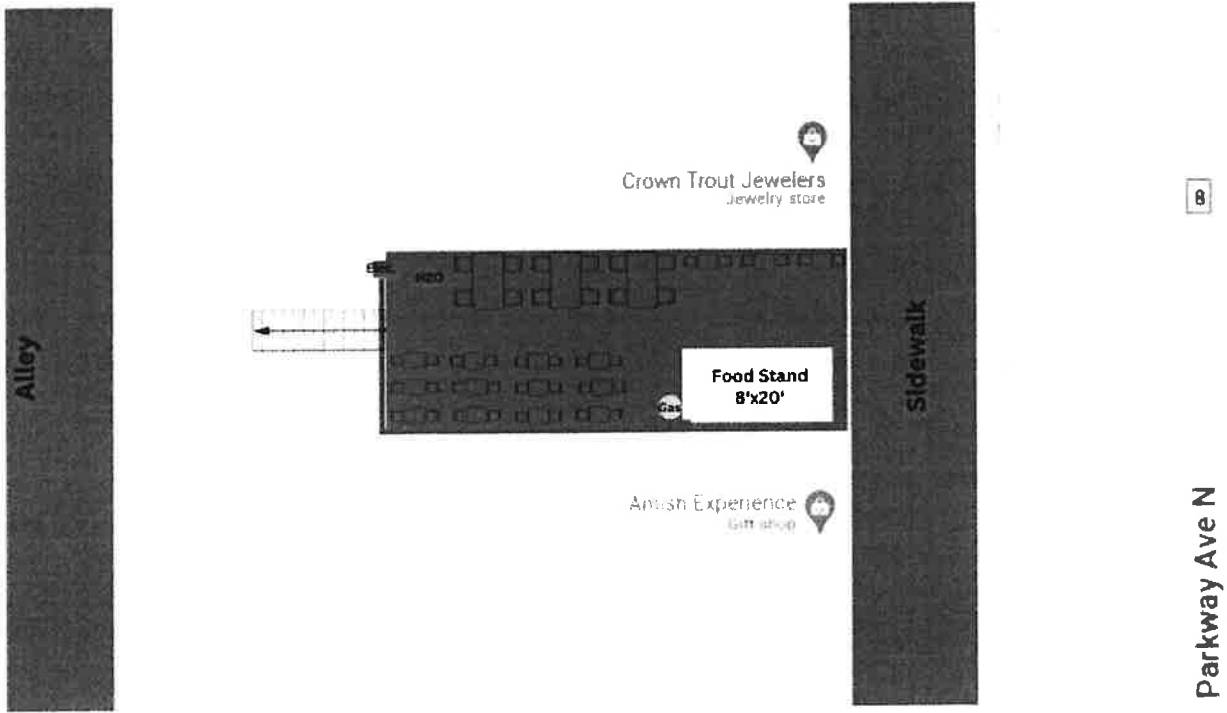 Crown Trout Jewelers
Jewelry store
8
H2O
Alley
Sidewalk
Food Stand
8'x20'
Gas
Amish Experience
Gift shop
Parkway Ave N